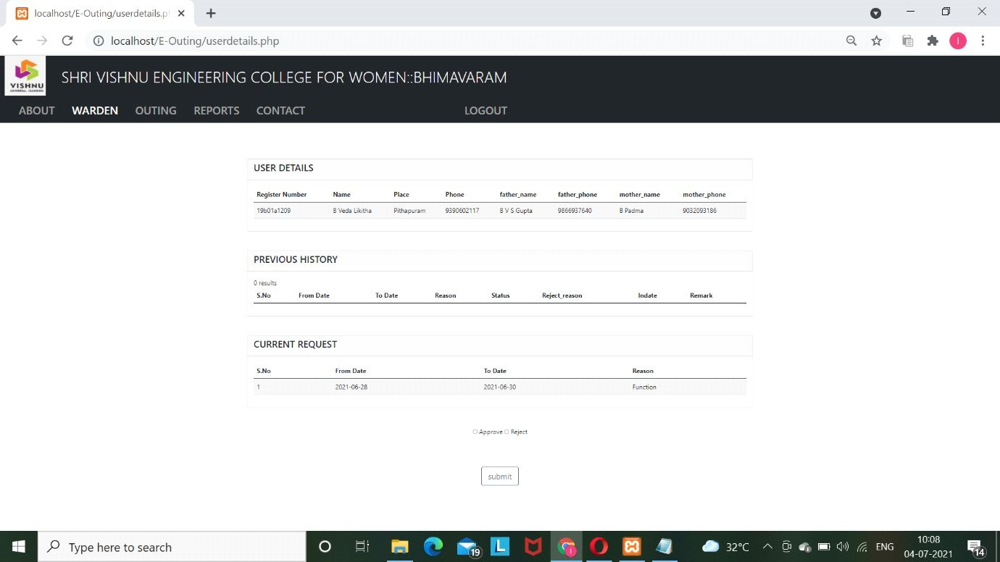 localhost/E-Outing/userdetails.p
localhost/E-Outing/userdetails.php
I
VISHNU
UNIVERSAL LEARNING
SHRI VISHNU ENGINEERING COLLEGE FOR WOMEN::BHIMAVARAM
ABOUT WARDEN OUTING REPORTS CONTACT LOGOUT
USER DETAILS
Register Number Name Place Phone father_name father_phone mother_name mother_phone
19b01a1209 B Veda Likitha Pithapuram 9390602117 B V S Gupta 9866937640 B Padma 9032093186
PREVIOUS HISTORY
0 results
S.No From Date To Date Reason Status Reject_reason Indate Remark
CURRENT REQUEST
S.No From Date To Date Reason
1 2021-06-28 2021-06-30 Function
Approve Reject
submit
Type here to search
19
L
I
32°C
ENG
10:08
04-07-2021
14